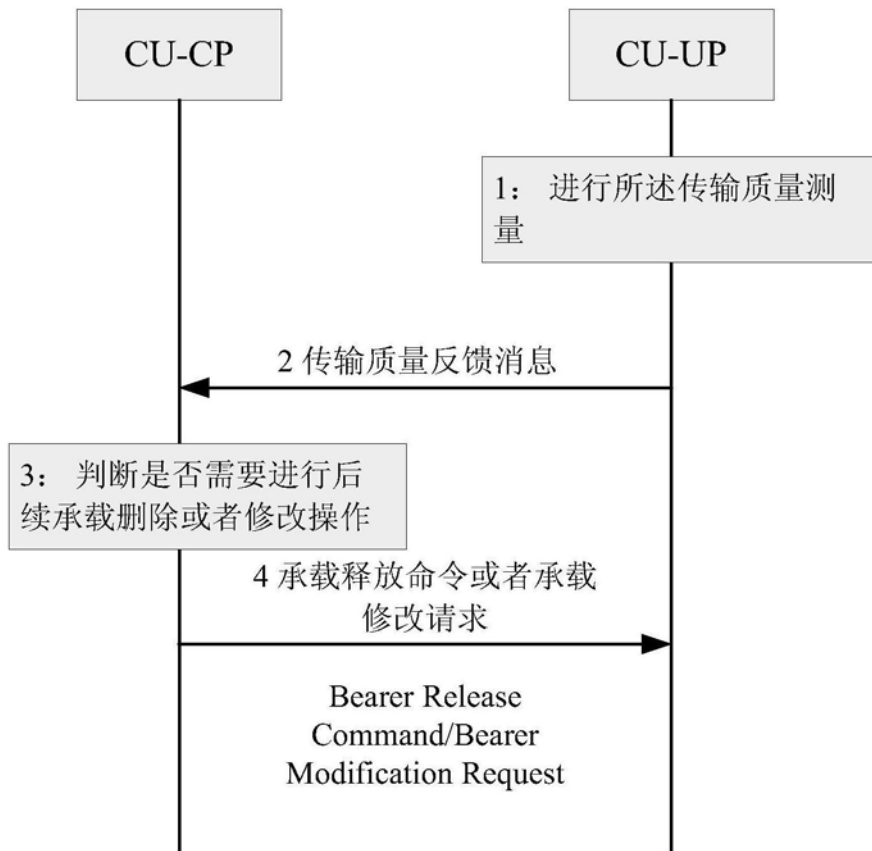 CU-CP
CU-UP
1： 进行所述传输质量测
量
2 传输质量反馈消息
3： 判断是否需要进行后
续承载删除或者修改操作
4 承载释放命令或者承载
修改请求
Bearer Release
Command/Bearer
Modification Request